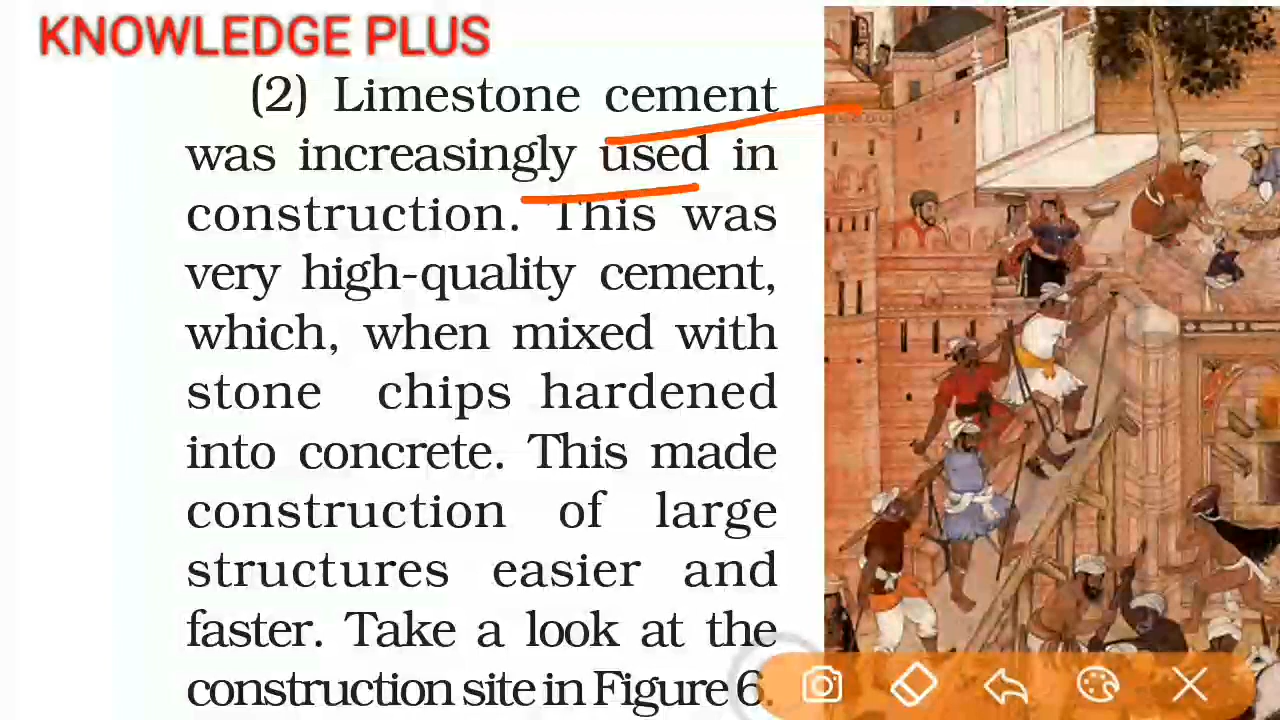 KNOWLEDGE PLUS
(2) Limestone cement
was increasingly used in
construction. This was
very high-quality cement,
which, when mixed with
stone chips hardened
into concrete. This made
construction of large
structures easier and
faster. Take a look at the
construction site in Figure 6.